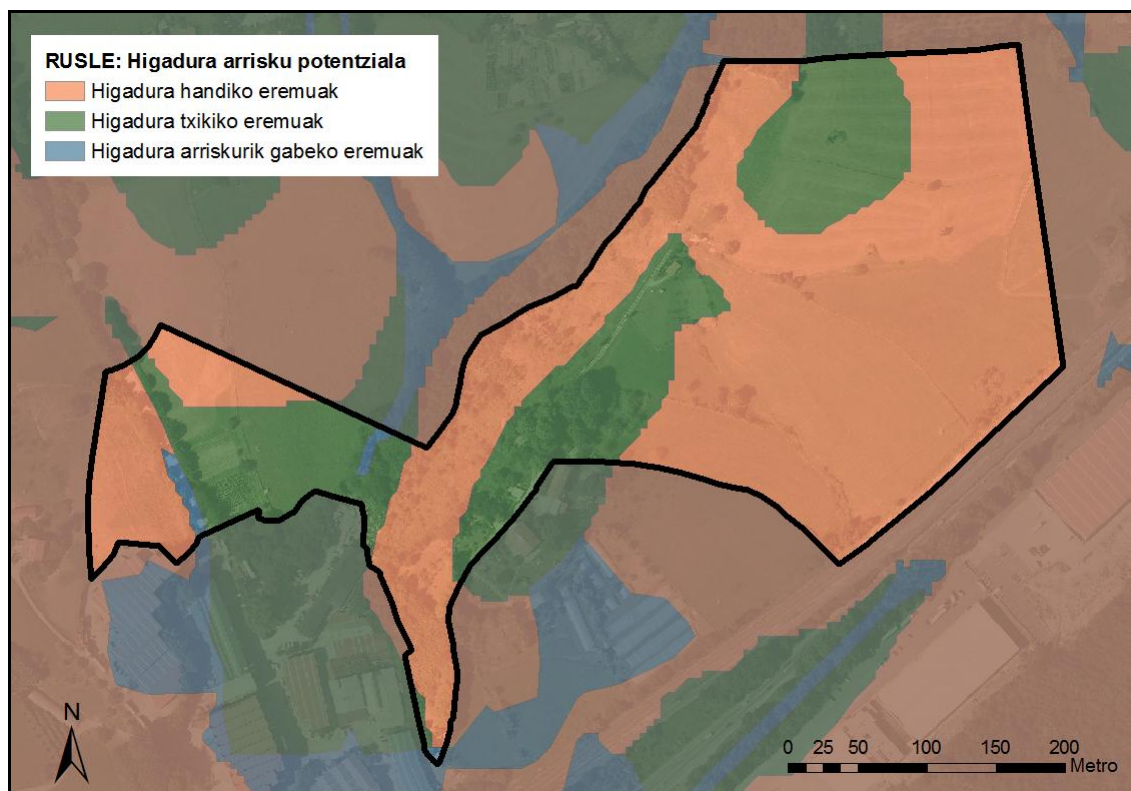 RUSLE: Higadura arrisku potentziala
Higadura handiko eremuak
Higadura txikiko eremuak
Higadura arriskurik gabeko eremuak
N
0 25 50 100 150 200
Metro